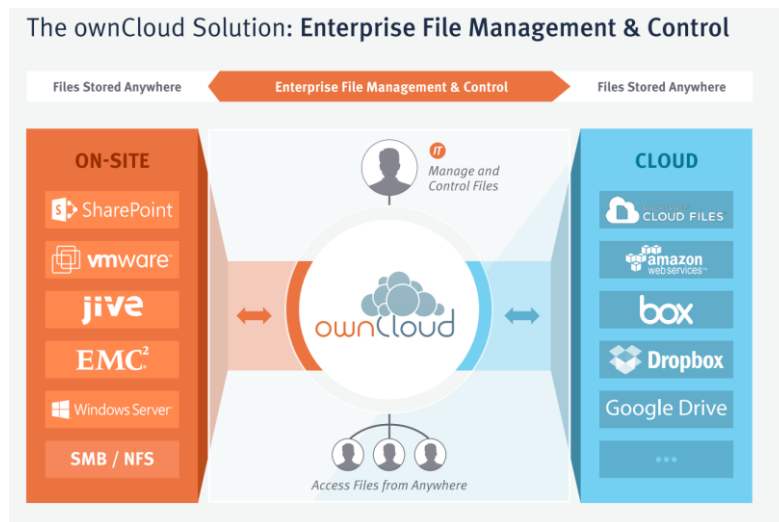 The ownCloud Solution: Enterprise File Management & Control
Files Stored Anywhere
Enterprise File Management & Control
Files Stored Anywhere
ON-SITE
S SharePoint
vmware™
jive
EMC²
Windows Server
SMB / NFS
IT
Manage and
Control Files
ownCloud
Access Files from Anywhere
CLOUD
CLOUD FILES
amazon
web services™
box
Dropbox
Google Drive
...